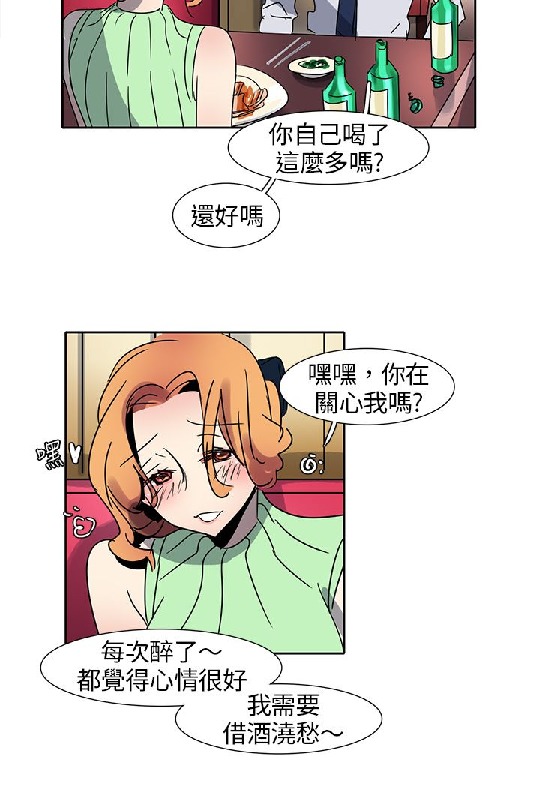 你自己喝了
這麼多嗎?
還好嗎
嘿嘿，你在
關心我嗎?
嘿
每次醉了～
都覺得心情很好
我需要
借酒澆愁～